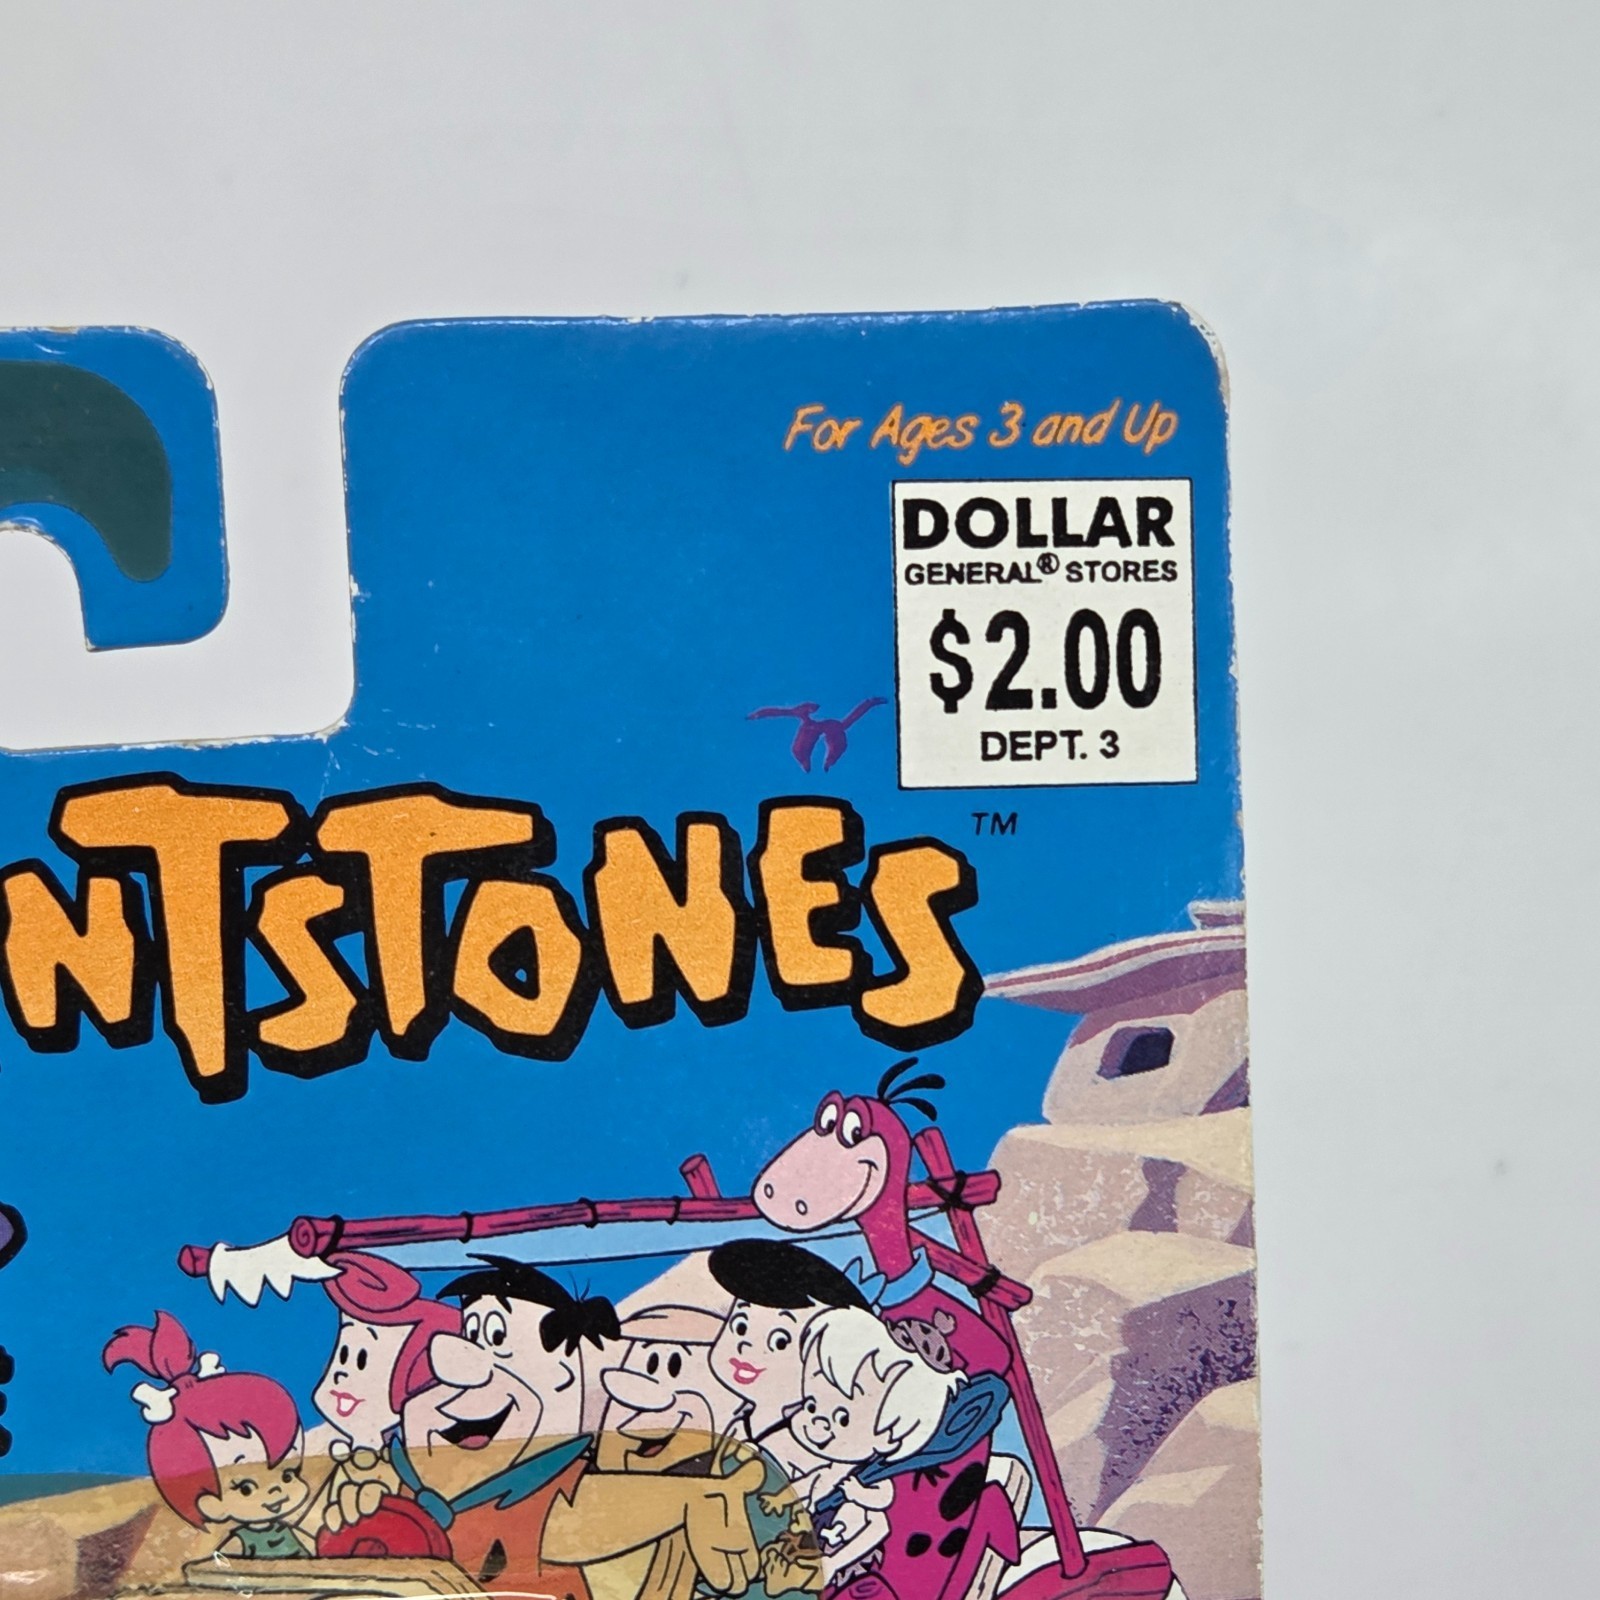 For Ages 3 and Up
DOLLAR
GENERAL® STORES
$2.00
DEPT. 3
NTSTONES™